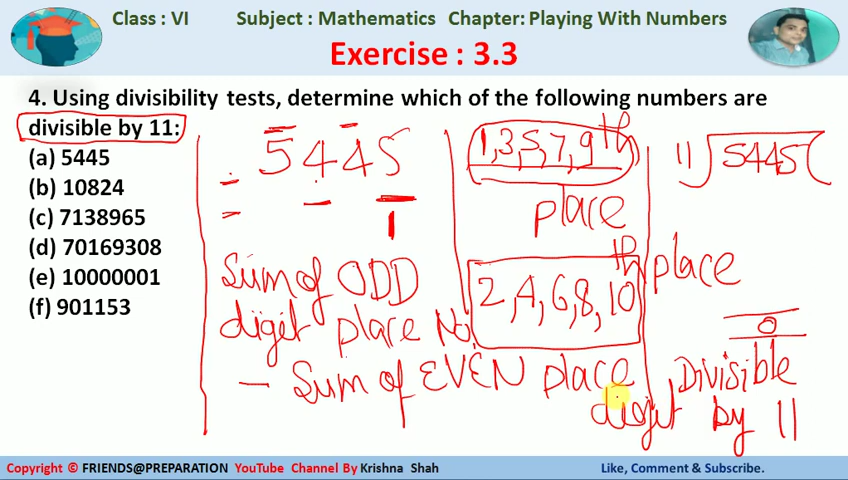 Class : VI Subject : Mathematics Chapter: Playing With Numbers
Exercise : 3.3
4. Using divisibility tests, determine which of the following numbers are
divisible by 11:
(a) 5445
(b) 10824
(c) 7138965
(d) 70169308
(e) 10000001
(f) 901153
5445
1
Sum of ODD
digit place No.
- Sum of EVEN place
digit
1,3,5,7,9th
place
2,4,6,8,10th place
11)5445(
0
Divisible
by 11
Copyright © FRIENDS@PREPARATION YouTube Channel By Krishna Shah Like, Comment & Subscribe.